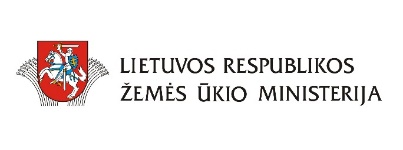 LIETUVOS RESPUBLIKOS
ŽEMĖS ŪKIO MINISTERIJA